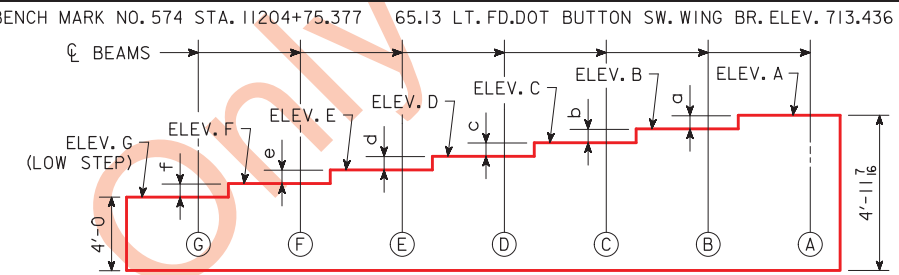 BENCH MARK NO. 574 STA. 11204+75.377 65.13 LT. FD.DOT BUTTON SW. WING BR. ELEV. 713.436
℄ BEAMS
ELEV. A
ELEV. B
ELEV. C
ELEV. D
ELEV. E
ELEV. F
ELEV. G
(LOW STEP)
a
b
c
d
e
f
4'-0
4'-11 7/16
G F E D C B A
Only